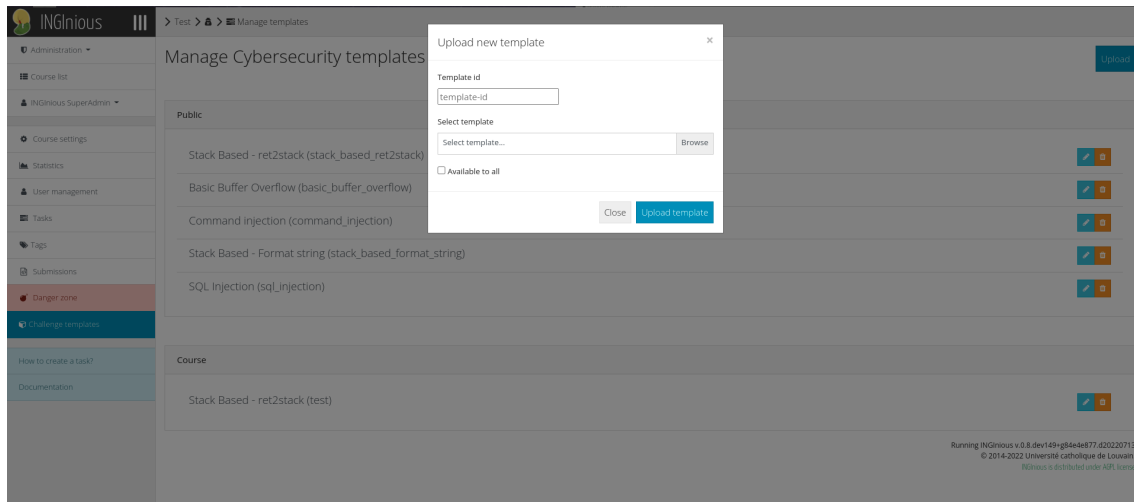 INGInious
Test
Manage templates
Administration
Course list
INGInious SuperAdmin
Course settings
Statistics
User management
Tasks
Tags
Submissions
Danger zone
Challenge templates
How to create a task?
Documentation
Manage Cybersecurity templates
Upload
Public
Stack Based - ret2stack (stack_based_ret2stack)
Basic Buffer Overflow (basic_buffer_overflow)
Command injection (command_injection)
Stack Based - Format string (stack_based_format_string)
SQL Injection (sql_injection)
Course
Stack Based - ret2stack (test)
Upload new template
×
Template id
template-id
Select template
Select template...
Browse
Available to all
Close
Upload template
Running INGInious v.0.8.dev149+g84e4e877.d20220713
© 2014-2022 Université catholique de Louvain
INGInious is distributed under AGPL license